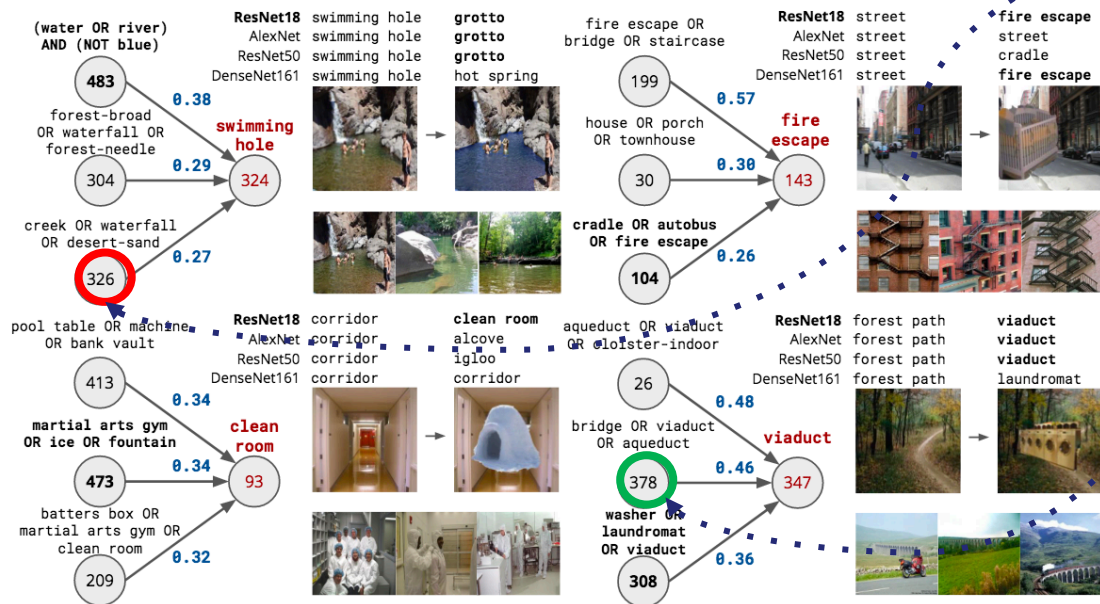 (water OR river)
AND (NOT blue)
483
0.38
forest-broad
OR waterfall OR
forest-needle
304
0.29
swimming
hole
324
creek OR waterfall
OR desert-sand
326
0.27
ResNet18 swimming hole grotto
AlexNet swimming hole grotto
ResNet50 swimming hole grotto
DenseNet161 swimming hole hot spring
fire escape OR
bridge OR staircase
199
0.57
house OR porch
OR townhouse
30
0.30
fire
escape
143
cradle OR autobus
OR fire escape
104
0.26
ResNet18 street fire escape
AlexNet street street
ResNet50 street cradle
DenseNet161 street fire escape
pool table OR machine
OR bank vault
413
0.34
martial arts gym
OR ice OR fountain
473
0.34
clean
room
93
batters box OR
martial arts gym OR
clean room
209
0.32
ResNet18 corridor clean room
AlexNet corridor alcove
ResNet50 corridor igloo
DenseNet161 corridor corridor
aqueduct OR viaduct
OR cloister-indoor
26
0.48
bridge OR viaduct
OR aqueduct
378
0.46
viaduct
347
washer OR
laundromat
OR viaduct
308
0.36
ResNet18 forest path viaduct
AlexNet forest path viaduct
ResNet50 forest path viaduct
DenseNet161 forest path laundromat